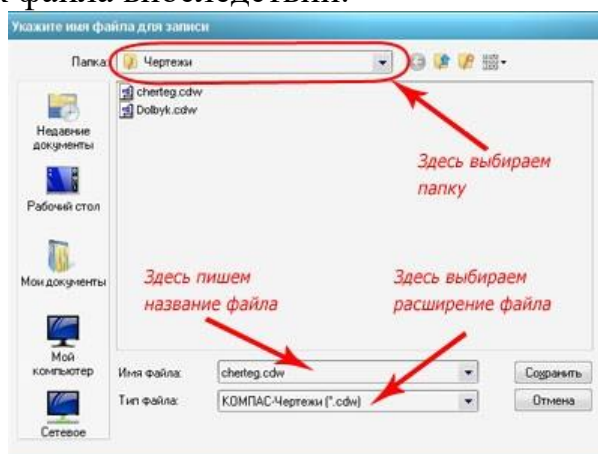 файла впоследствии.
Укажите имя файла для записи
Папка:
Чертежи
cherteg.cdw
Dolbyk.cdw
Недавние
документы
Здесь выбираем
папку
Рабочий стол
Мои документы
Здесь пишем
название файла
Здесь выбираем
расширение файла
Мой
компьютер
Имя файла:
cherteg.cdw
Сохранить
Тип файла:
КОМПАС-Чертежи (*.cdw)
Отмена
Сетевое